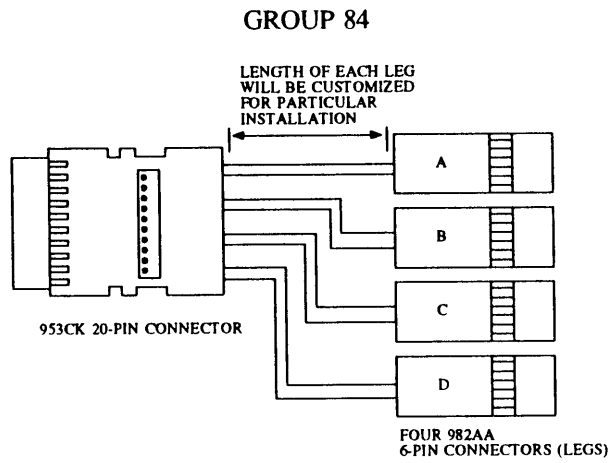 GROUP 84
LENGTH OF EACH LEG
WILL BE CUSTOMIZED
FOR PARTICULAR
INSTALLATION
A
B
C
D
953CK 20-PIN CONNECTOR
FOUR 982AA
6-PIN CONNECTORS (LEGS)